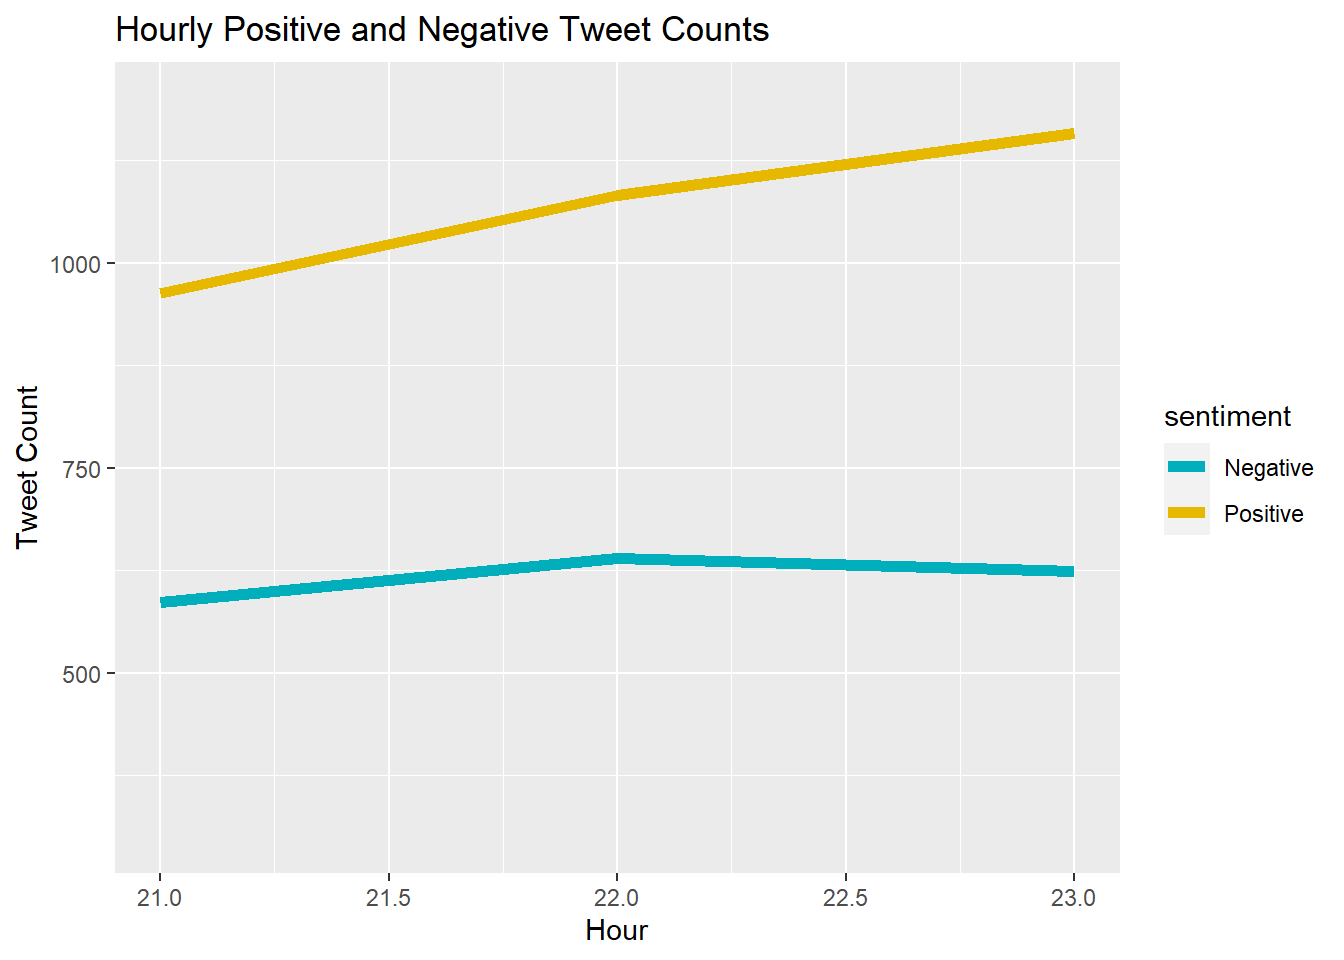 Hourly Positive and Negative Tweet Counts
Tweet Count
1000
750
500
21.0
21.5
22.0
22.5
23.0
Hour
sentiment
Negative
Positive